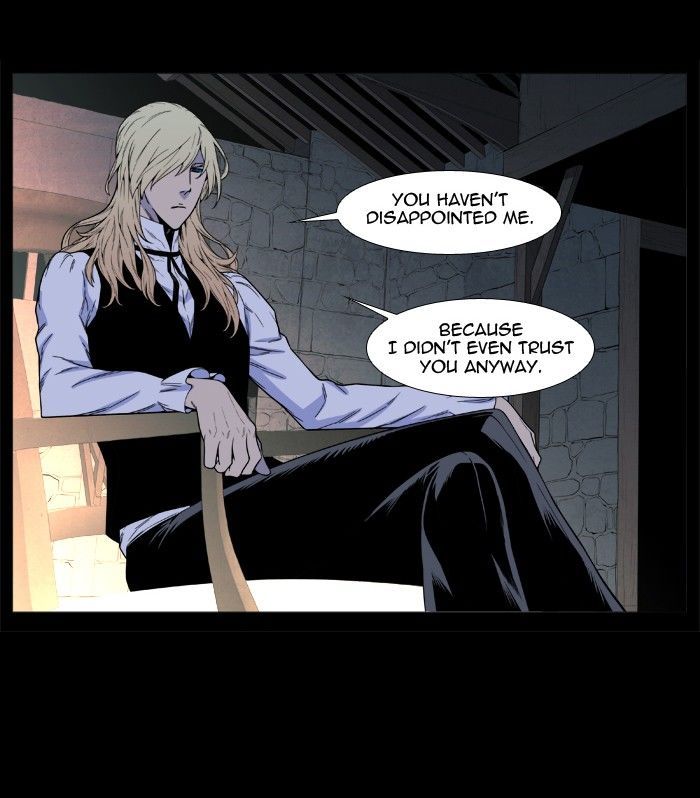 YOU HAVEN'T
DISAPPOINTED ME.
BECAUSE
I DIDN'T EVEN TRUST
YOU ANYWAY.